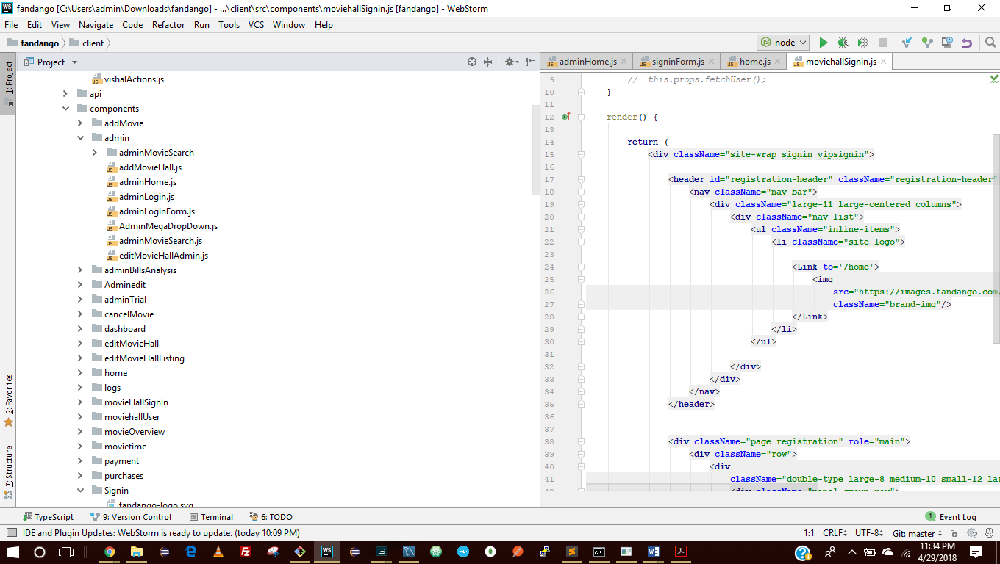 fandango [C:\Users\admin\Downloads\fandango] - ...\client\src\components\moviehallSignin.js [fandango] - WebStorm
File Edit View Navigate Code Refactor Run Tools VCS Window Help
fandango client node
Project
adminHome.js signinForm.js home.js moviehallSignin.js
1: Project
2: Favorites
7: Structure
vishalActions.js
api
components
addMovie
admin
adminMovieSearch
addMovieHall.js
adminHome.js
adminLogin.js
adminLoginForm.js
AdminMegaDropDown.js
adminMovieSearch.js
editMovieHallAdmin.js
adminBillsAnalysis
Adminedit
adminTrial
cancelMovie
dashboard
editMovieHall
editMovieHallListing
home
logs
movieHallSignIn
moviehallUser
movieOverview
movietime
payment
purchases
Signin
fandango-logo.svg
9 // this.props.fetchUser();
10 }
11
12 render() {
13
14 return (
15 <div className="site-wrap signin vipsignin">
16
17 <header id="registration-header" className="registration-header"
18 <nav className="nav-bar">
19 <div className="large-11 large-centered columns">
20 <div className="nav-list">
21 <ul className="inline-items">
22 <li className="site-logo">
23
24 <Link to='/home'>
25 <img
26 src="https://images.fandango.com/
27 className="brand-img"/>
28 </Link>
29 </li>
30 </ul>
31
32 </div>
33 </div>
34 </nav>
35 </header>
36
37
38 <div className="page registration" role="main">
39 <div className="row">
40 <div
41 className="double-type large-8 medium-10 small-12 lar
TypeScript 9: Version Control Terminal 6: TODO 1 Event Log
IDE and Plugin Updates: WebStorm is ready to update. (today 10:09 PM) 1:1 CRLF UTF-8 Git: master
11:34 PM
4/29/2018